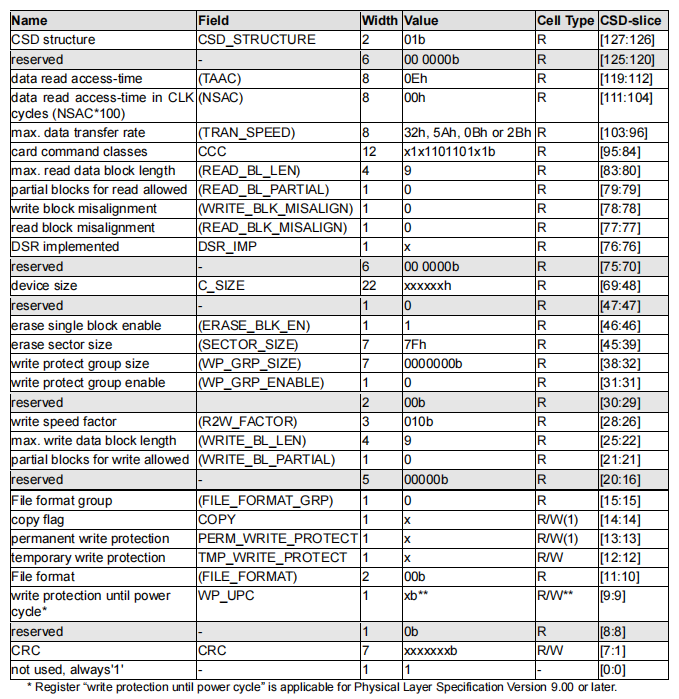 Name Field Width Value Cell Type CSD-slice
CSD structure CSD_STRUCTURE 2 01b R [127:126]
reserved - 6 00 0000b R [125:120]
data read access-time (TAAC) 8 0Eh R [119:112]
data read access-time in CLK cycles (NSAC*100) (NSAC) 8 00h R [111:104]
max. data transfer rate (TRAN_SPEED) 8 32h, 5Ah, 0Bh or 2Bh R [103:96]
card command classes CCC 12 x1x1101101x1b R [95:84]
max. read data block length (READ_BL_LEN) 4 9 R [83:80]
partial blocks for read allowed (READ_BL_PARTIAL) 1 0 R [79:79]
write block misalignment (WRITE_BLK_MISALIGN) 1 0 R [78:78]
read block misalignment (READ_BLK_MISALIGN) 1 0 R [77:77]
DSR implemented DSR_IMP 1 x R [76:76]
reserved - 6 00 0000b R [75:70]
device size C_SIZE 22 xxxxxxh R [69:48]
reserved - 1 0 R [47:47]
erase single block enable (ERASE_BLK_EN) 1 1 R [46:46]
erase sector size (SECTOR_SIZE) 7 7Fh R [45:39]
write protect group size (WP_GRP_SIZE) 7 0000000b R [38:32]
write protect group enable (WP_GRP_ENABLE) 1 0 R [31:31]
reserved 2 00b R [30:29]
write speed factor (R2W_FACTOR) 3 010b R [28:26]
max. write data block length (WRITE_BL_LEN) 4 9 R [25:22]
partial blocks for write allowed (WRITE_BL_PARTIAL) 1 0 R [21:21]
reserved - 5 00000b R [20:16]
File format group (FILE_FORMAT_GRP) 1 0 R [15:15]
copy flag COPY 1 x R/W(1) [14:14]
permanent write protection PERM_WRITE_PROTECT 1 x R/W(1) [13:13]
temporary write protection TMP_WRITE_PROTECT 1 x R/W [12:12]
File format (FILE_FORMAT) 2 00b R [11:10]
write protection until power cycle* WP_UPC 1 xb** R/W** [9:9]
reserved - 1 0b R [8:8]
CRC CRC 7 xxxxxxxb R/W [7:1]
not used, always'1' - 1 1 - [0:0]
* Register “write protection until power cycle” is applicable for Physical Layer Specification Version 9.00 or later.